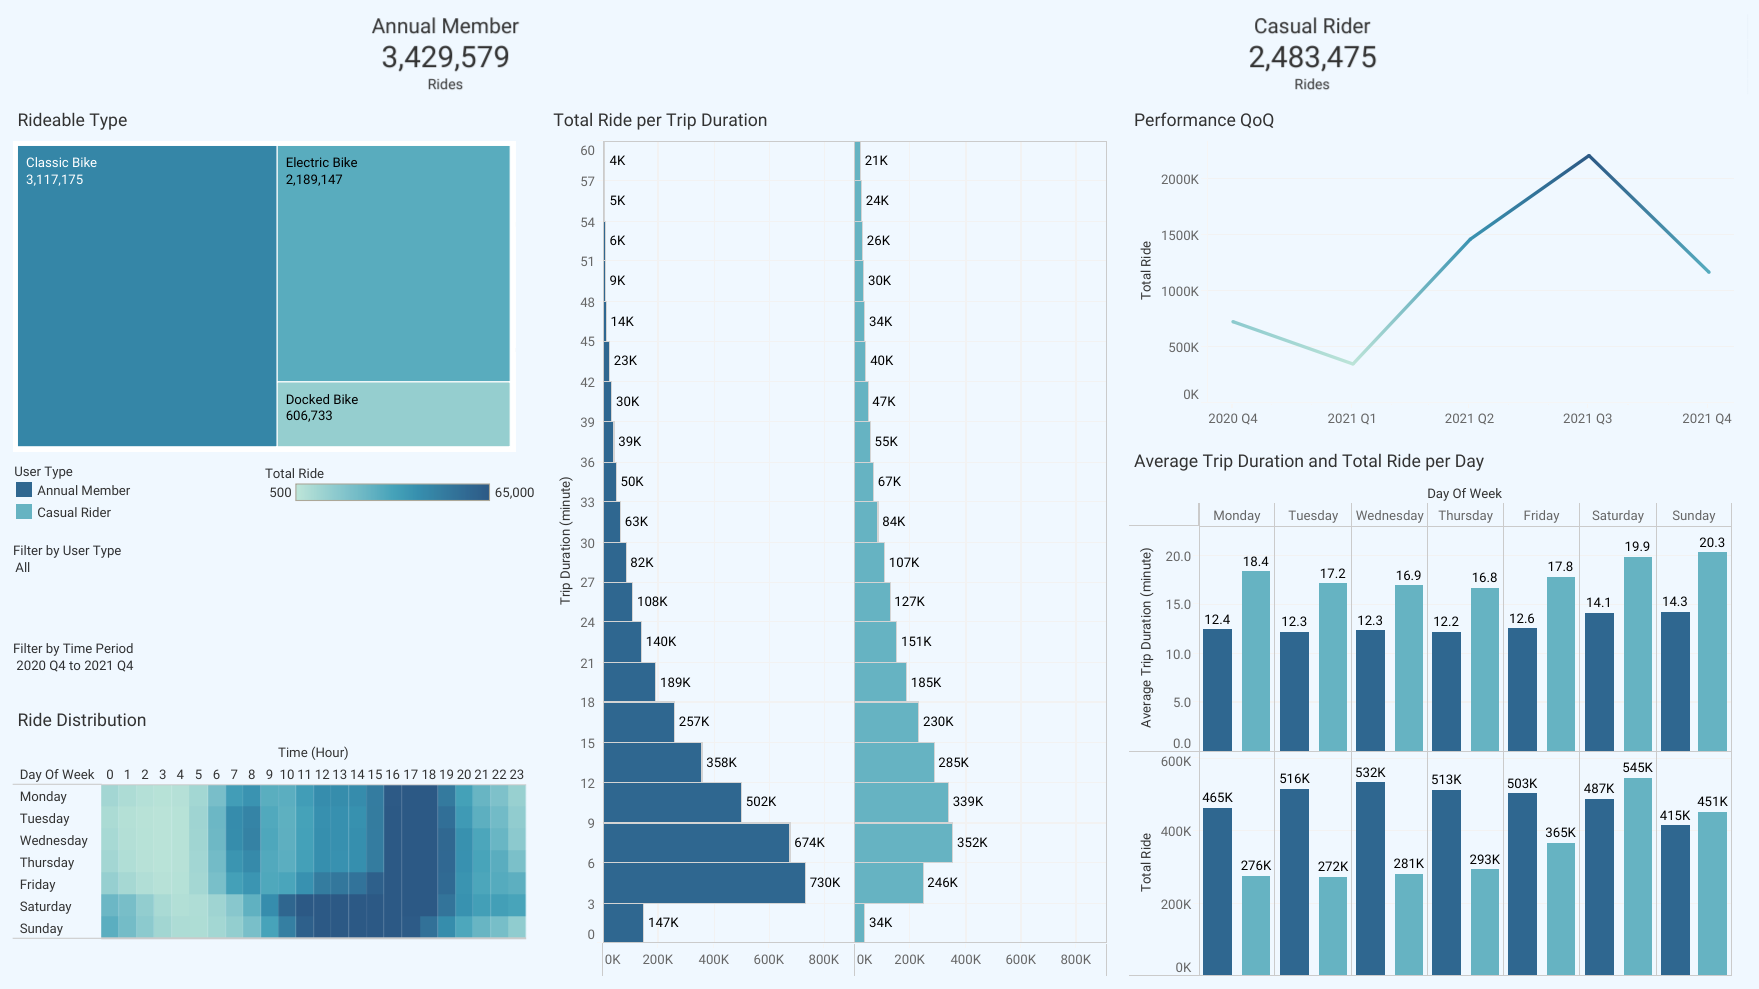 Annual Member
3,429,579
Rides
Casual Rider
2,483,475
Rides
Rideable Type
Classic Bike
3,117,175
Electric Bike
2,189,147
Docked Bike
606,733
User Type
Annual Member
Casual Rider
Total Ride
500 65,000
Filter by User Type
All
Filter by Time Period
2020 Q4 to 2021 Q4
Ride Distribution
Time (Hour)
Day Of Week 0 1 2 3 4 5 6 7 8 9 10 11 12 13 14 15 16 17 18 19 20 21 22 23
Monday
Tuesday
Wednesday
Thursday
Friday
Saturday
Sunday
Total Ride per Trip Duration
Trip Duration (minute)
60
4K 21K
57
5K 24K
54
6K 26K
51
9K 30K
48
14K 34K
45
23K 40K
42
30K 47K
39
39K 55K
36
50K 67K
33
63K 84K
30
82K 107K
27
108K 127K
24
140K 151K
21
189K 185K
18
257K 230K
15
358K 285K
12
502K 339K
9
674K 352K
6
730K 246K
3
147K 34K
0
0K 200K 400K 600K 800K 0K 200K 400K 600K 800K
Performance QoQ
Total Ride
2000K
1500K
1000K
500K
0K
2020 Q4 2021 Q1 2021 Q2 2021 Q3 2021 Q4
Average Trip Duration and Total Ride per Day
Day Of Week
Monday Tuesday Wednesday Thursday Friday Saturday Sunday
Average Trip Duration (minute)
20.0
15.0
10.0
5.0
0.0
12.4 18.4 12.3 17.2 12.3 16.9 12.2 16.8 12.6 17.8 14.1 19.9 14.3 20.3
Total Ride
600K
400K
200K
0K
465K 276K 516K 272K 532K 281K 513K 293K 503K 365K 487K 545K 415K 451K